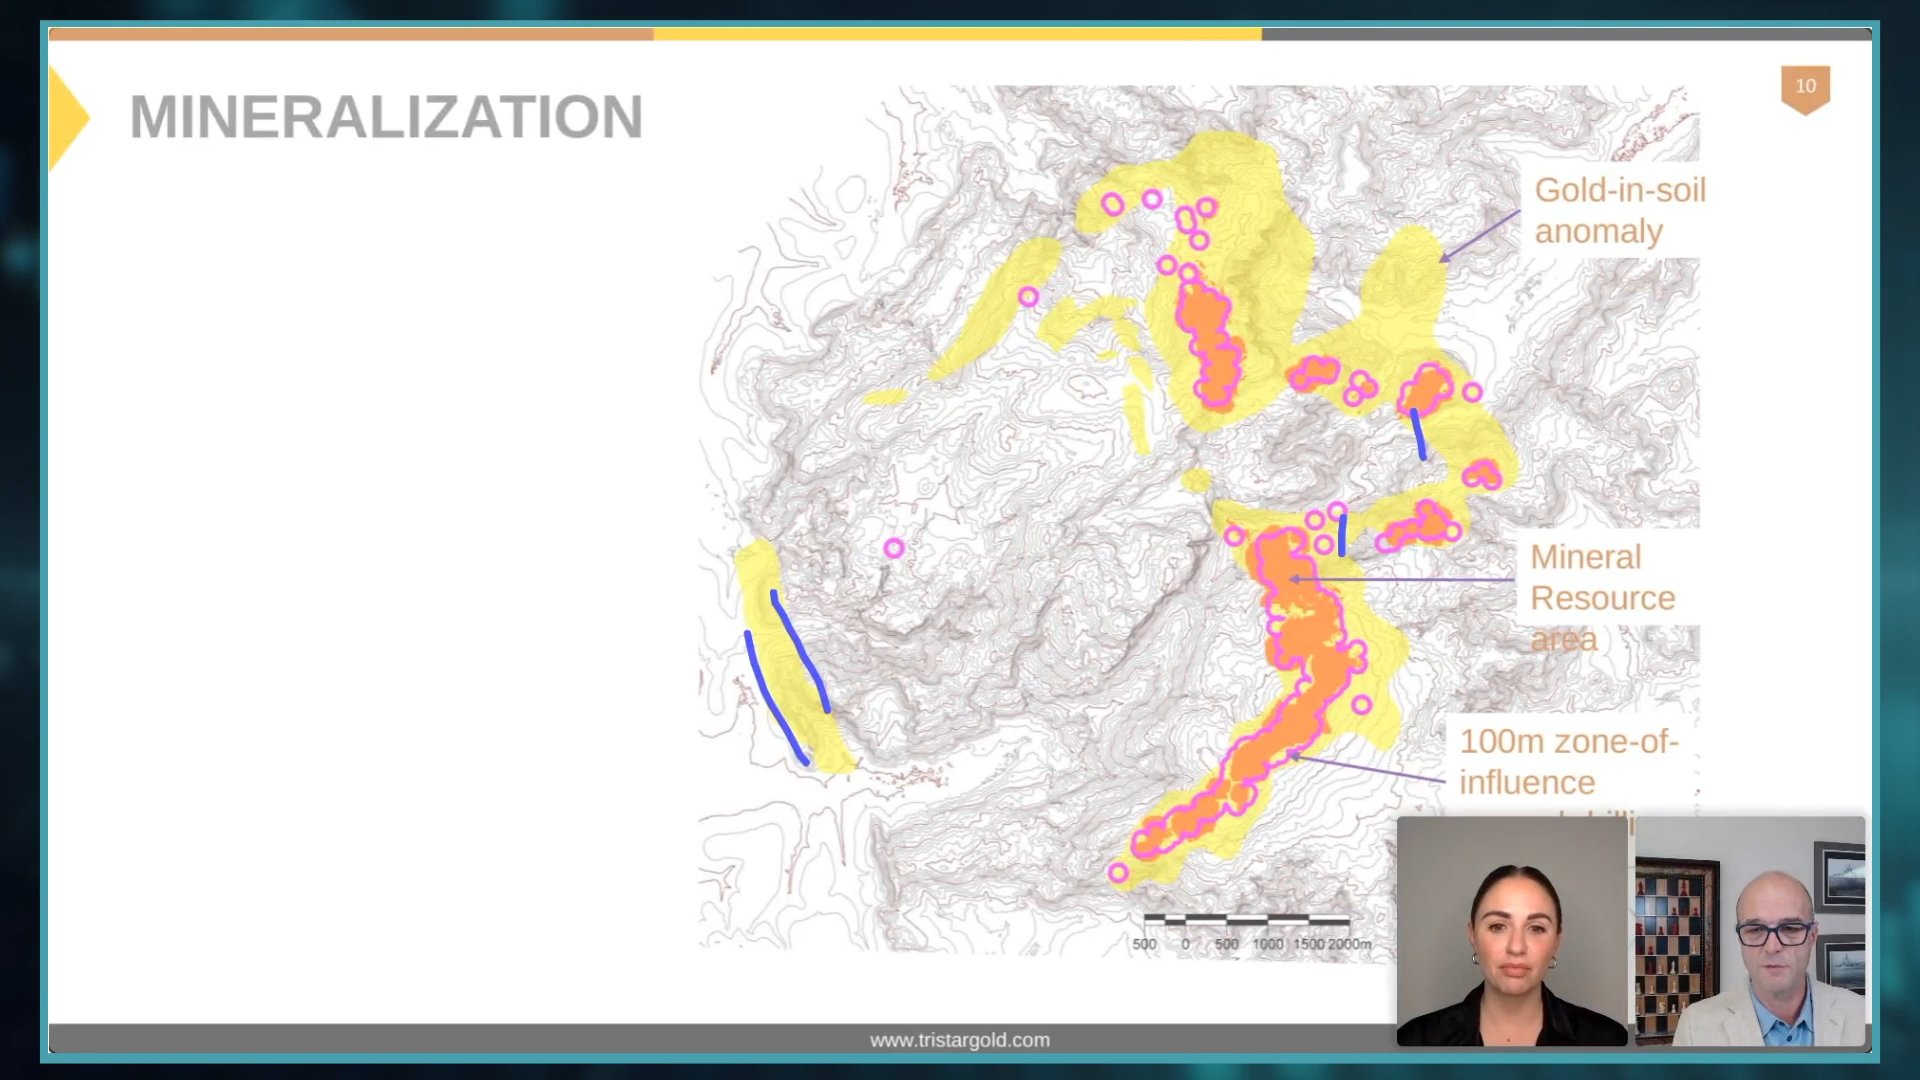 MINERALIZATION
10
Gold-in-soil
anomaly
Mineral
Resource
area
100m zone-of-
influence
500 0 500 1000 1500 2000m
www.tristargold.com